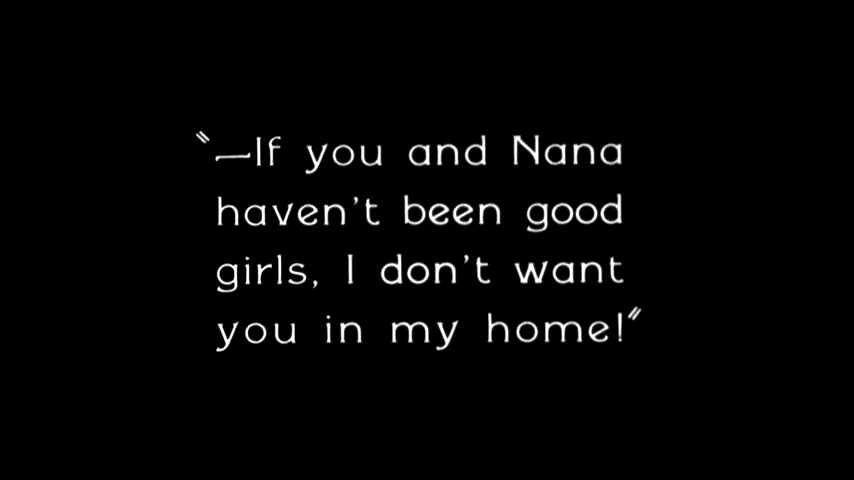 "—If you and Nana
haven't been good
girls, I don't want
you in my home!"